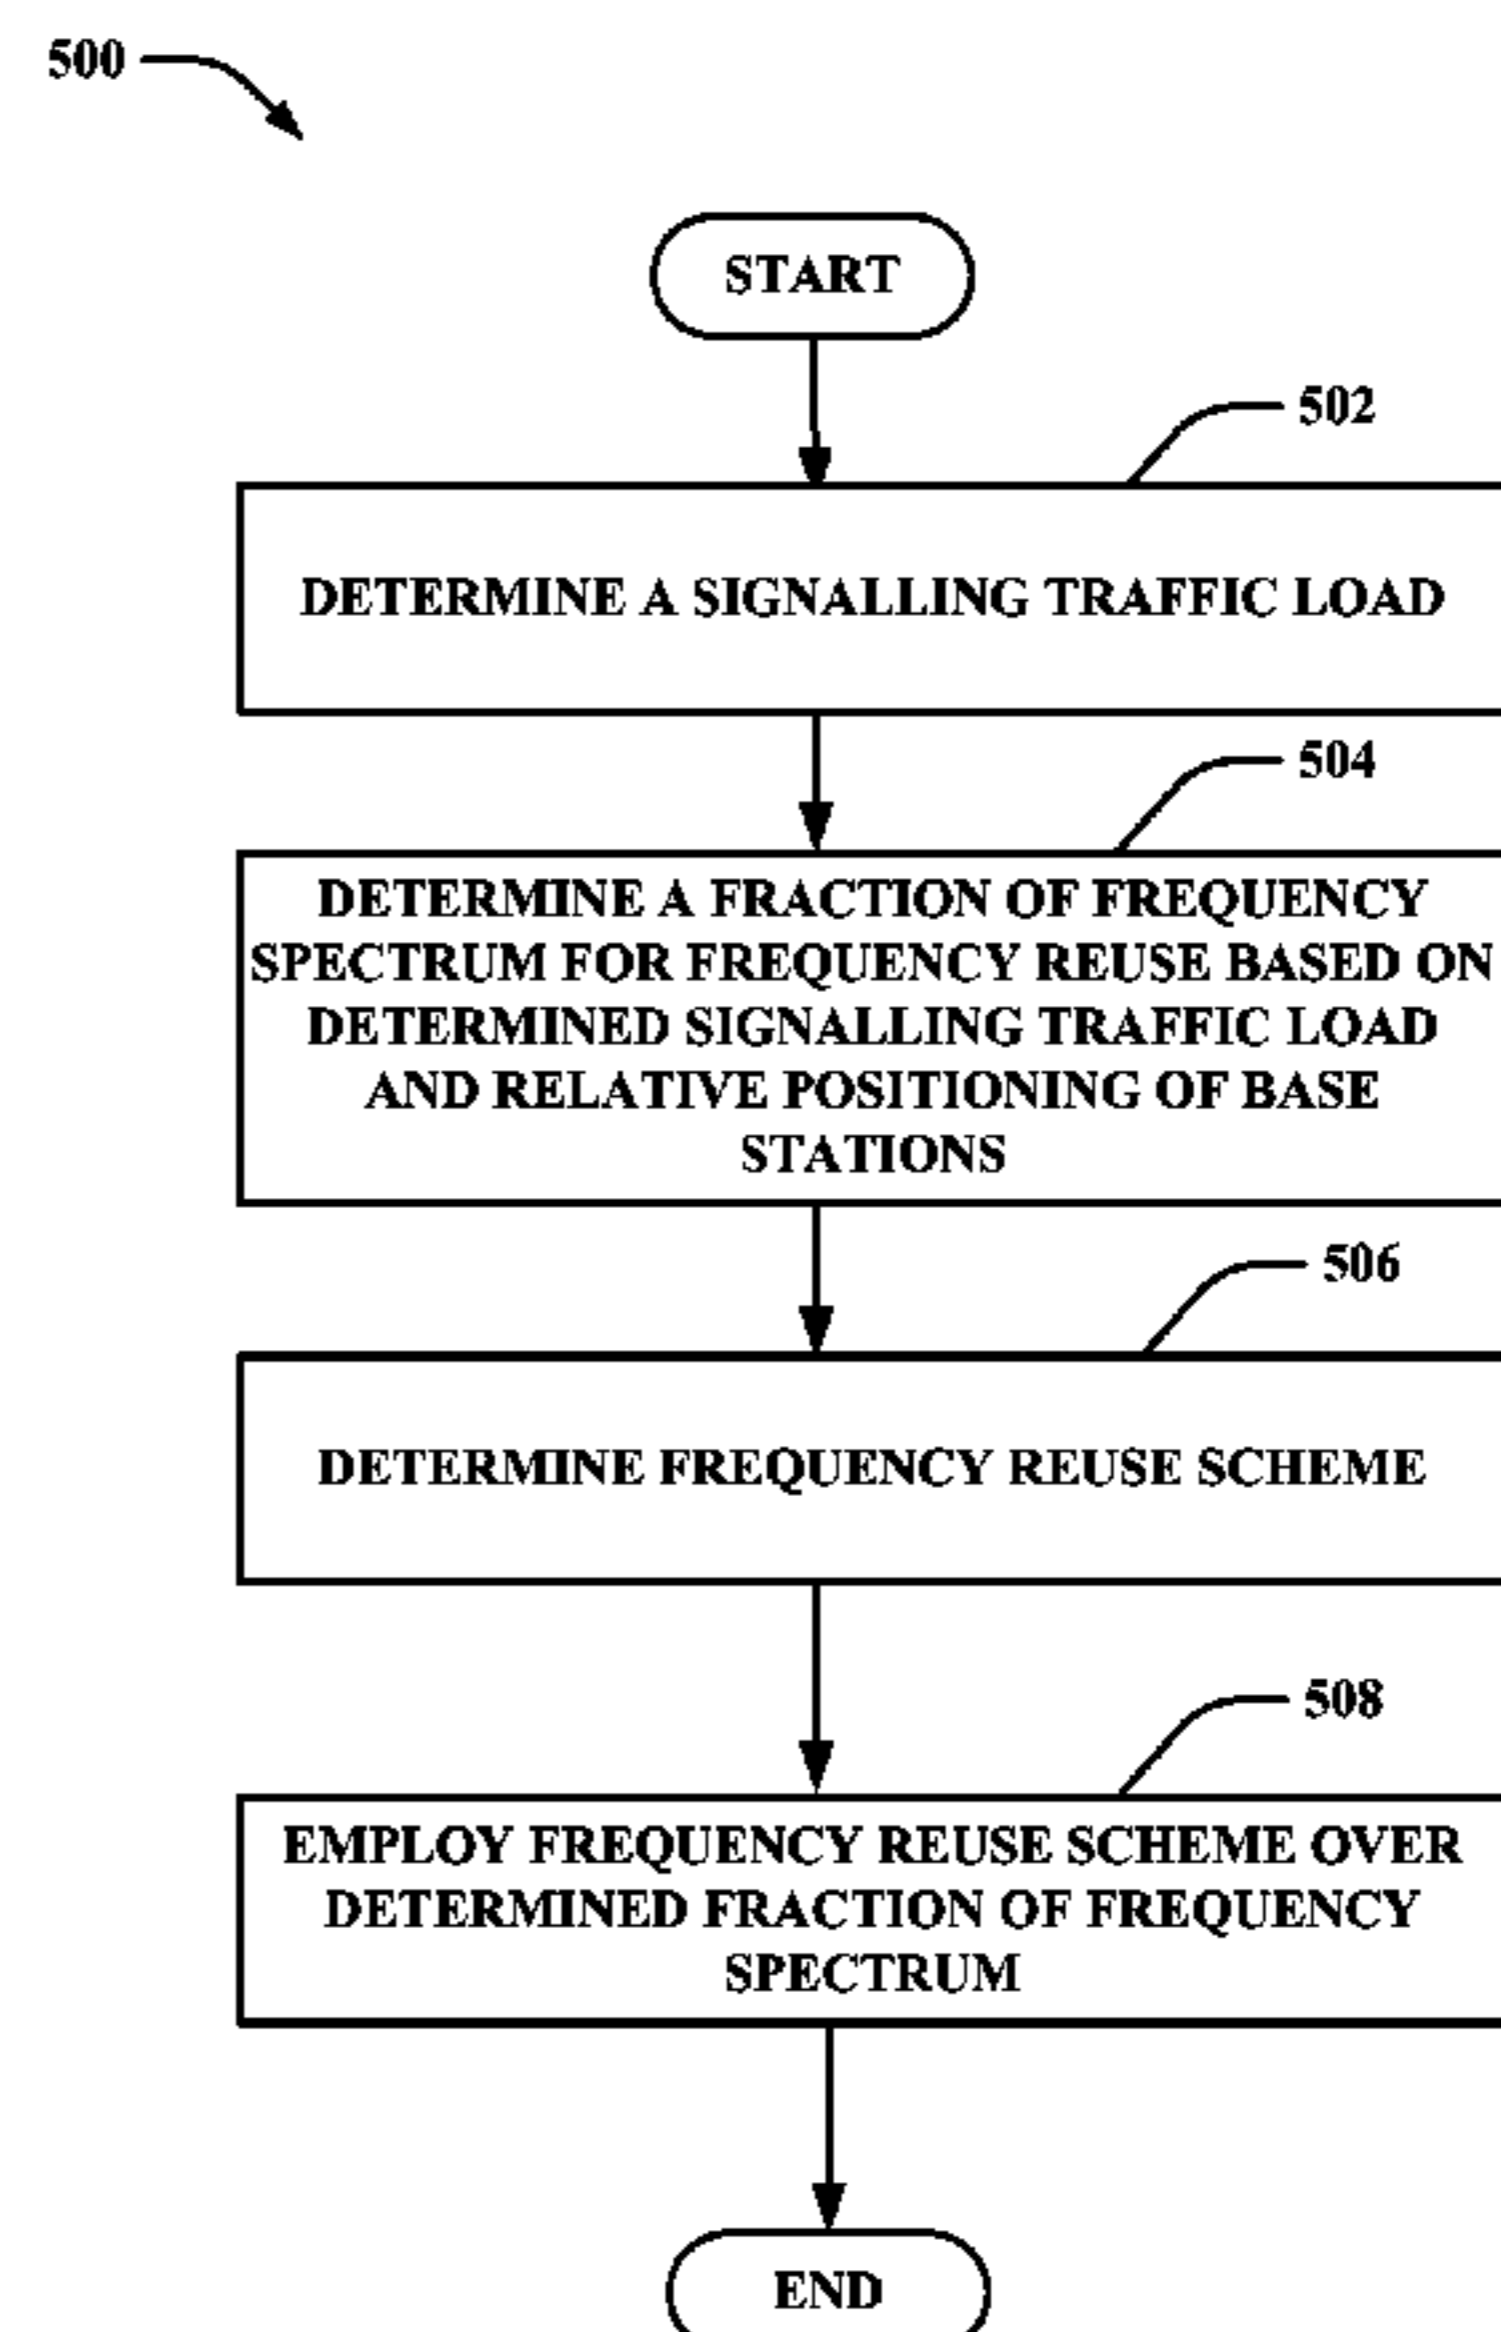 500
START
502
DETERMINE A SIGNALLING TRAFFIC LOAD
504
DETERMINE A FRACTION OF FREQUENCY
SPECTRUM FOR FREQUENCY REUSE BASED ON
DETERMINED SIGNALLING TRAFFIC LOAD
AND RELATIVE POSITIONING OF BASE
STATIONS
506
DETERMINE FREQUENCY REUSE SCHEME
508
EMPLOY FREQUENCY REUSE SCHEME OVER
DETERMINED FRACTION OF FREQUENCY
SPECTRUM
END